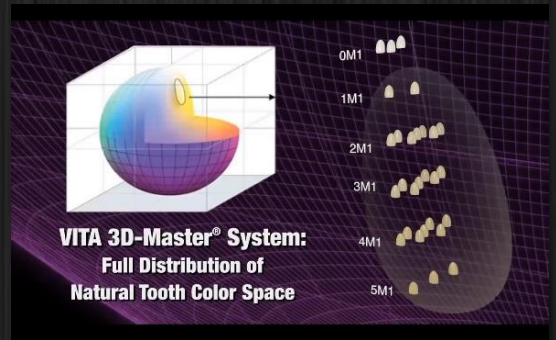 VITA 3D-Master® System:
Full Distribution of
Natural Tooth Color Space
0M1
1M1
2M1
3M1
4M1
5M1